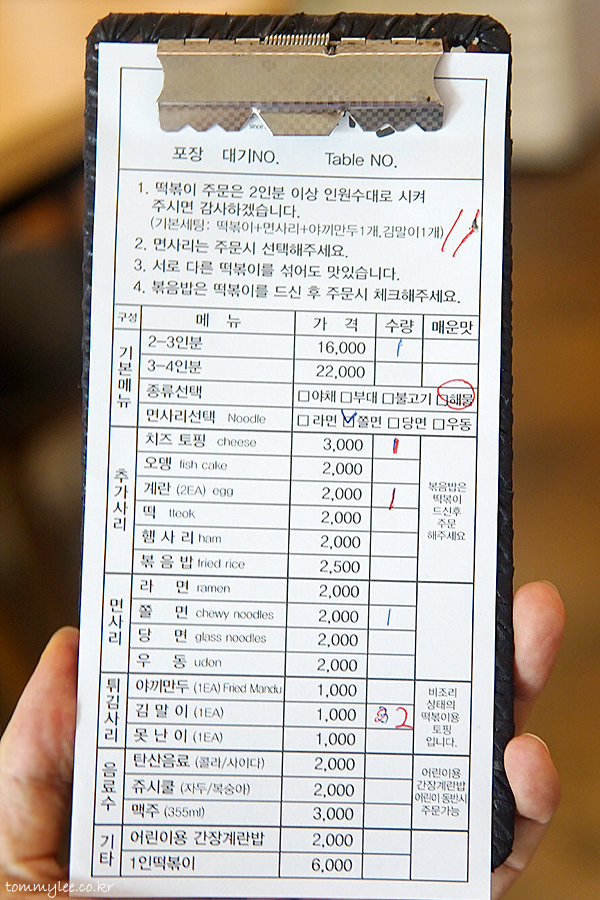 since
포장 대기NO. Table NO.
1. 떡볶이 주문은 2인분 이상 인원수대로 시켜
주시면 감사하겠습니다.
(기본세팅: 떡볶이+면사리+야끼만두1개,김말이1개)
2. 면사리는 주문시 선택해주세요.
3. 서로 다른 떡볶이를 섞어도 맛있습니다.
4. 볶음밥은 떡볶이를 드신 후 주문시 체크해주세요.
구성 메 뉴 가 격 수량 매운맛
기본메뉴
2-3인분 16,000 1
3-4인분 22,000
종류선택 □야채 □부대 □불고기 □해물
면사리선택 Noodle □라면 □쫄면 □당면 □우동
추가사리
치즈 토핑 cheese 3,000 1
오뎅 fish cake 2,000
계란 (2EA) egg 2,000 1
떡 tteok 2,000
햄 사 리 ham 2,000
볶 음 밥 fried rice 2,500
볶음밥은
떡볶이
드신후
주문
해주세요
면사리
라 면 ramen 2,000
쫄 면 chewy noodles 2,000 1
당 면 glass noodles 2,000
우 동 udon 2,000
튀김사리
야끼만두 (1EA) Fried Mandu 1,000
김 말 이 (1EA) 1,000 2
못 난 이 (1EA) 1,000
비조리
상태의
떡볶이용
토핑
입니다.
음료수
탄산음료 (콜라/사이다) 2,000
쥬시쿨 (자두/복숭아) 2,000
맥주 (355ml) 3,000
어린이용
간장계란밥
어린이 동반시
주문가능
기타
어린이용 간장계란밥 2,000
1인떡볶이 6,000
tommylee.co.kr